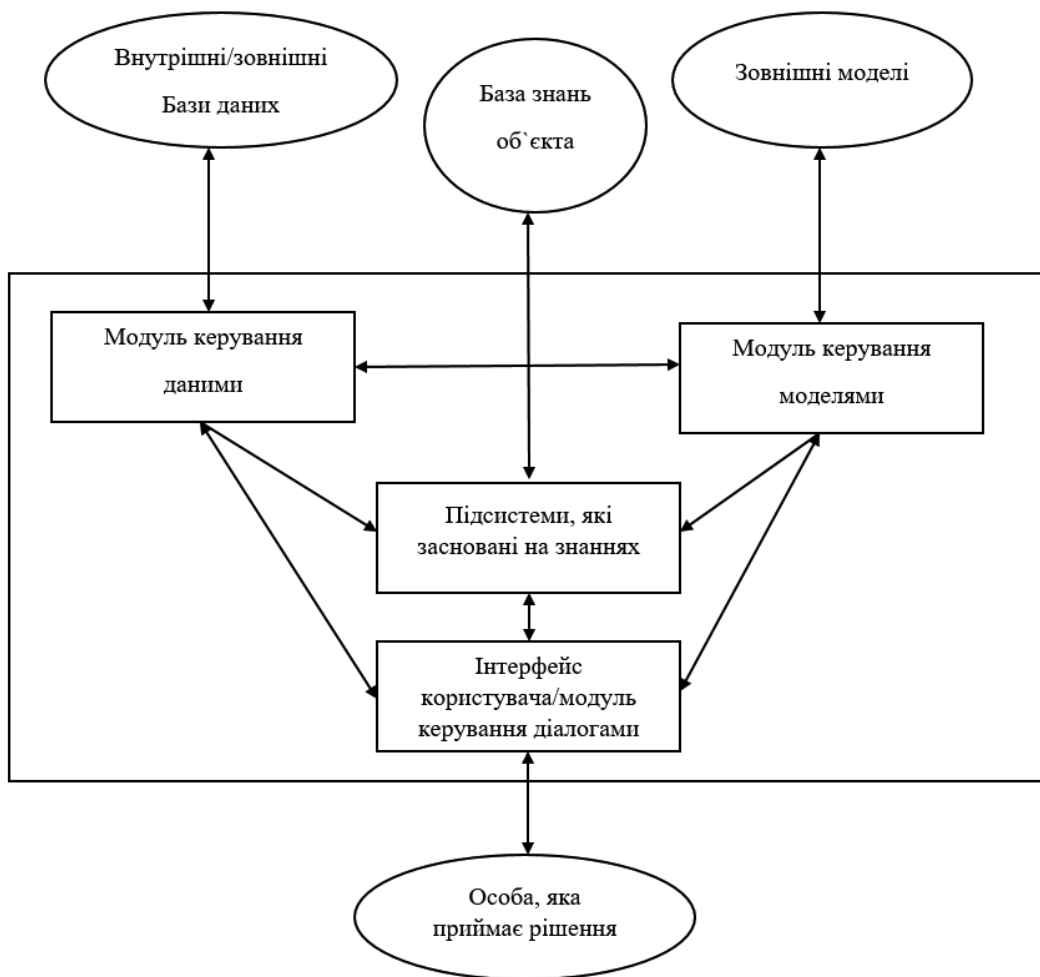 Внутрішні/зовнішні
Бази даних
База знань
об`єкта
Зовнішні моделі
Модуль керування
даними
Модуль керування
моделями
Підсистеми, які
засновані на знаннях
Інтерфейс
користувача/модуль
керування діалогами
Особа, яка
приймає рішення